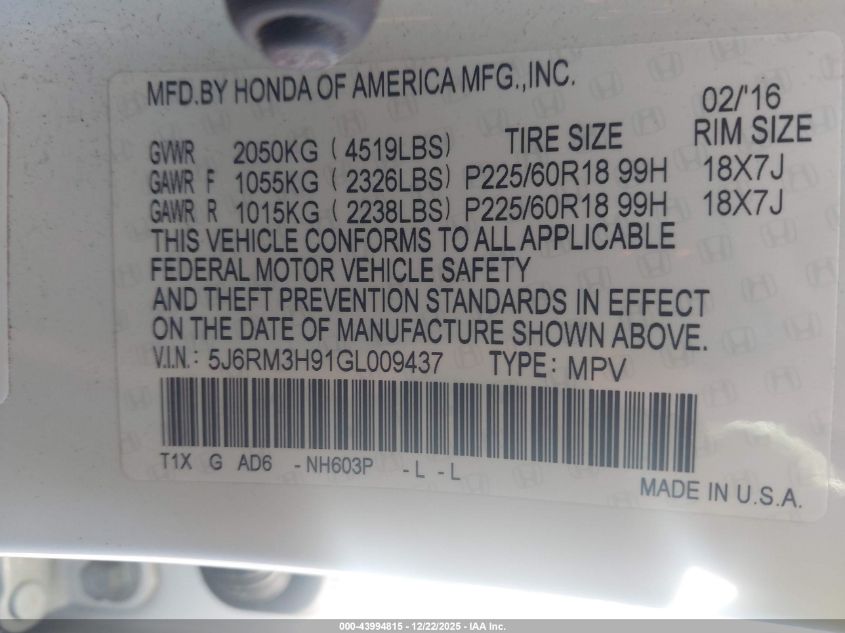 MFD.BY HONDA OF AMERICA MFG.,INC.
02/'16
GVWR 2050KG ( 4519LBS) TIRE SIZE RIM SIZE
GAWR F 1055KG ( 2326LBS) P225/60R18 99H 18X7J
GAWR R 1015KG ( 2238LBS) P225/60R18 99H 18X7J
THIS VEHICLE CONFORMS TO ALL APPLICABLE
FEDERAL MOTOR VEHICLE SAFETY
AND THEFT PREVENTION STANDARDS IN EFFECT
ON THE DATE OF MANUFACTURE SHOWN ABOVE.
V.I.N.: 5J6RM3H91GL009437 TYPE: MPV
T1X G AD6 -NH603P -L -L
MADE IN U.S.A.
000-43994815 - 12/22/2025 - IAA Inc.